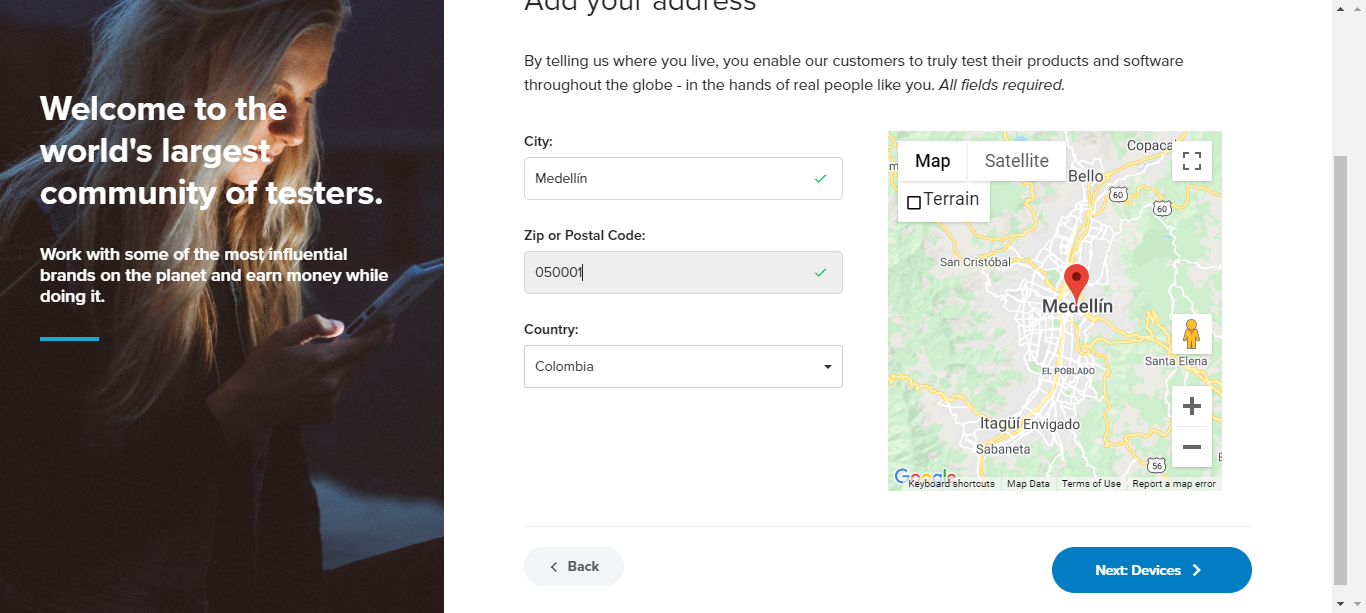 Add your address
Welcome to the
world's largest
community of testers.
Work with some of the most influential
brands on the planet and earn money while
doing it.
By telling us where you live, you enable our customers to truly test their products and software
throughout the globe - in the hands of real people like you. All fields required.
City:
Medellín
Zip or Postal Code:
050001
Country:
Colombia
Map
Satellite
Terrain
Copaca
Bello
60
60
San Cristóbal
Medellín
Santa Elena
EL POBLADO
Itagüí
Envigado
Sabaneta
56
Google
Keyboard shortcuts
Map Data
Terms of Use
Report a map error
Back
Next: Devices